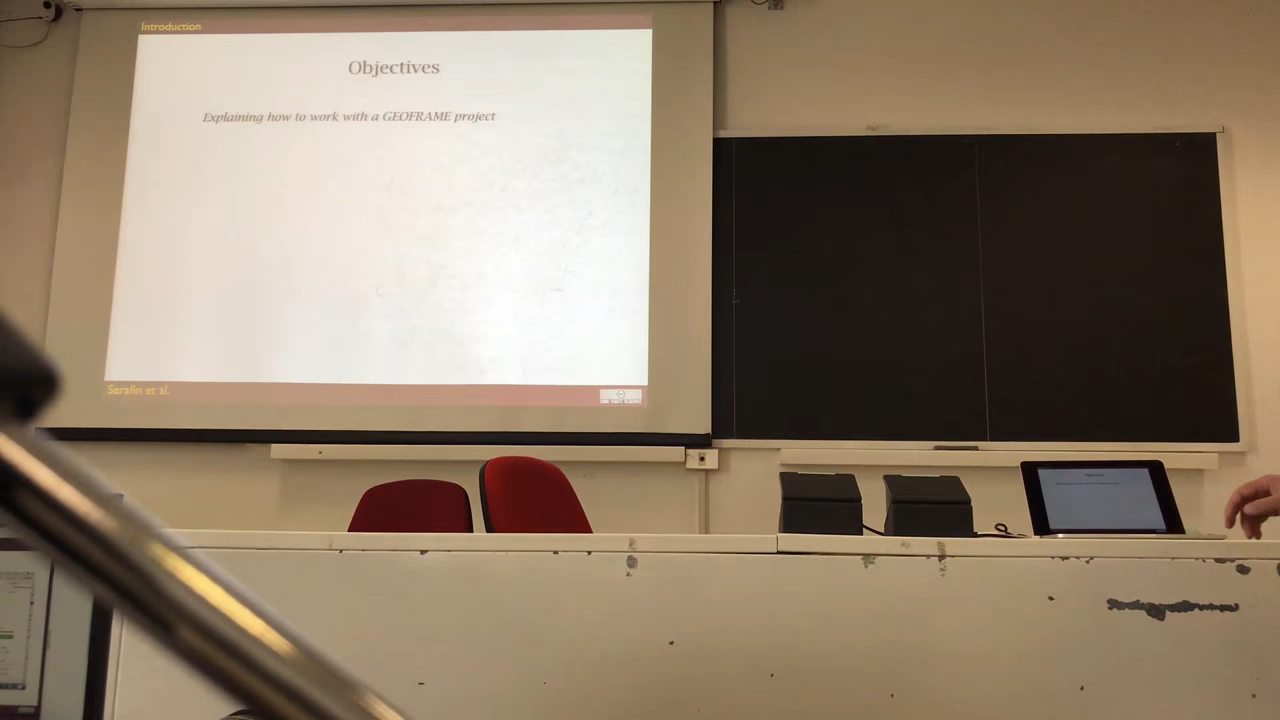 Introduction
Objectives
Explaining how to work with a GEOFRAME project
Serafin et al.